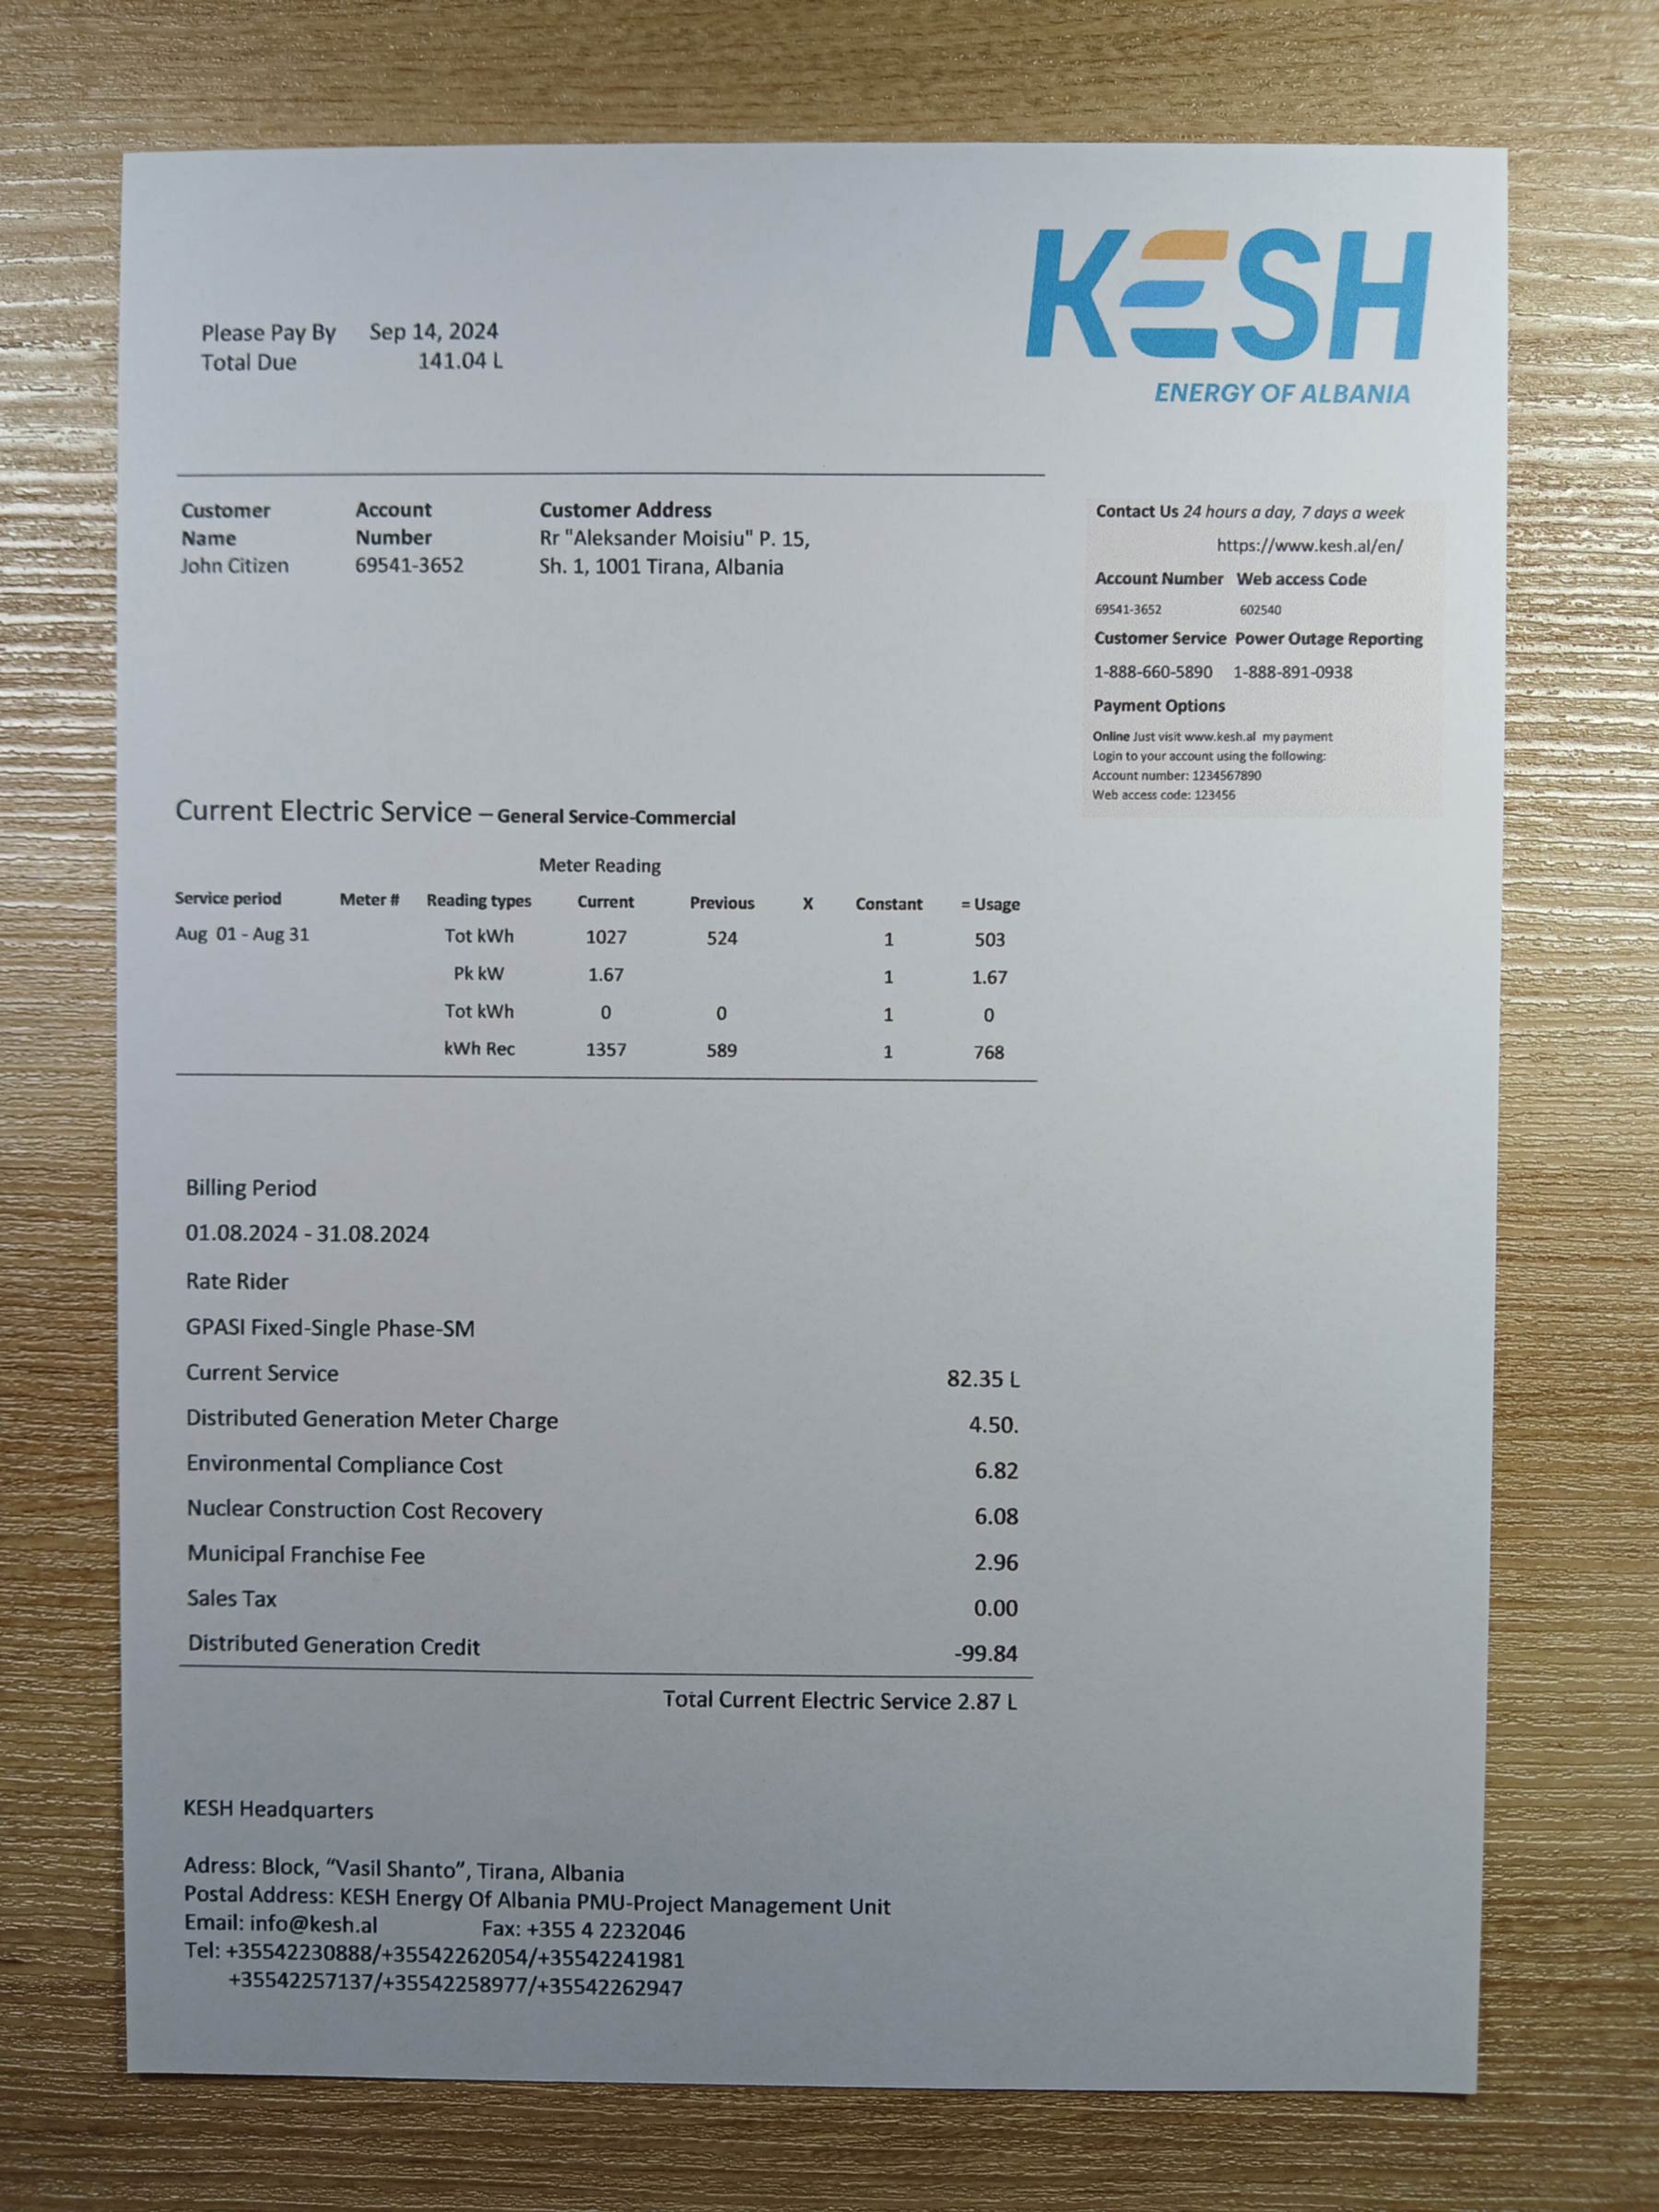 KESH
ENERGY OF ALBANIA
Please Pay By Sep 14, 2024
Total Due 141.04 L
Customer Name Account Number Customer Address
John Citizen 69541-3652 Rr "Aleksander Moisiu" P. 15,
Sh. 1, 1001 Tirana, Albania
Contact Us 24 hours a day, 7 days a week
https://www.kesh.al/en/
Account Number Web access Code
69541-3652 602540
Customer Service Power Outage Reporting
1-888-660-5890 1-888-891-0938
Payment Options
Online Just visit www.kesh.al my payment
Login to your account using the following:
Account number: 1234567890
Web access code: 123456
Current Electric Service – General Service-Commercial
Meter Reading
Service period Meter # Reading types Current Previous X Constant = Usage
Aug 01 - Aug 31 Tot kWh 1027 524 1 503
Pk kW 1.67 1 1.67
Tot kWh 0 0 1 0
kWh Rec 1357 589 1 768
Billing Period
01.08.2024 - 31.08.2024
Rate Rider
GPASI Fixed-Single Phase-SM
Current Service 82.35 L
Distributed Generation Meter Charge 4.50.
Environmental Compliance Cost 6.82
Nuclear Construction Cost Recovery 6.08
Municipal Franchise Fee 2.96
Sales Tax 0.00
Distributed Generation Credit -99.84
Total Current Electric Service 2.87 L
KESH Headquarters
Adress: Block, “Vasil Shanto”, Tirana, Albania
Postal Address: KESH Energy Of Albania PMU-Project Management Unit
Email: info@kesh.al Fax: +355 4 2232046
Tel: +35542230888/+35542262054/+35542241981
+35542257137/+35542258977/+35542262947